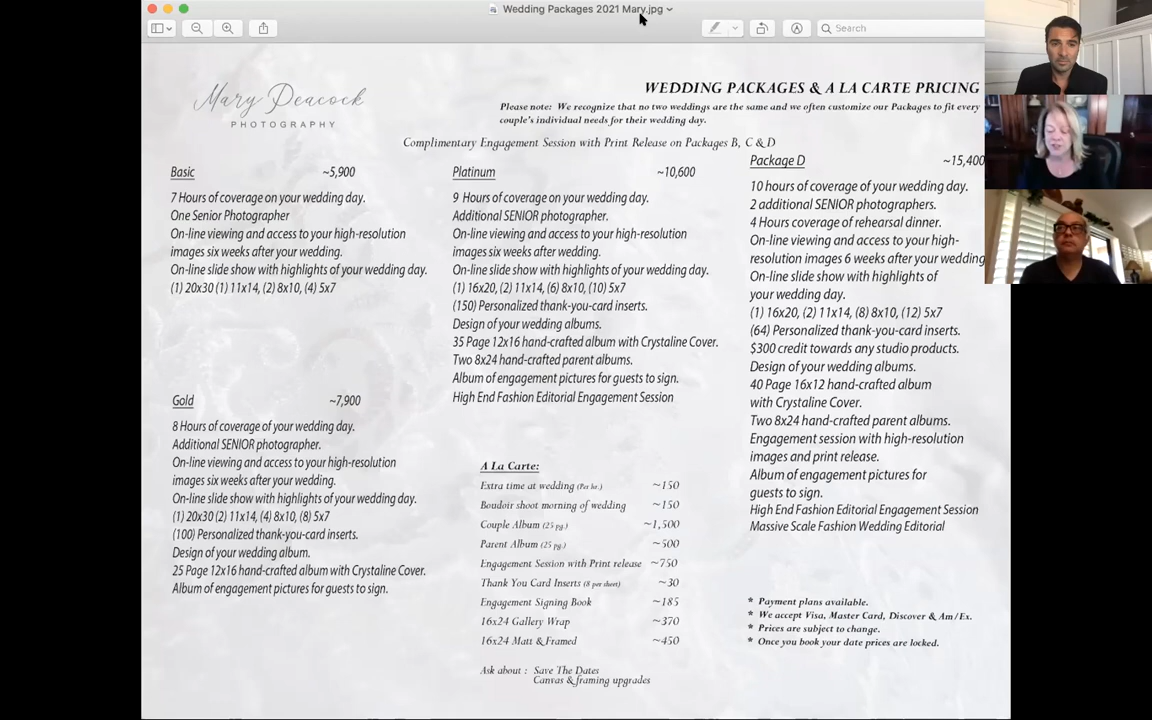 Wedding Packages 2021 Mary.jpg
Search
Mary Peacock
PHOTOGRAPHY
WEDDING PACKAGES & A LA CARTE PRICING
Please note: We recognize that no two weddings are the same and we often customize our Packages to fit every
couple's individual needs for their wedding day.
Complimentary Engagement Session with Print Release on Packages B, C & D
Basic ~5,900
7 Hours of coverage on your wedding day.
One Senior Photographer
On-line viewing and access to your high-resolution
images six weeks after your wedding.
On-line slide show with highlights of your wedding day.
(1) 20x30 (1) 11x14, (2) 8x10, (4) 5x7
Gold ~7,900
8 Hours of coverage of your wedding day.
Additional SENIOR photographer.
On-line viewing and access to your high-resolution
images six weeks after your wedding.
On-line slide show with highlights of your wedding day.
(1) 20x30 (2) 11x14, (4) 8x10, (8) 5x7
(100) Personalized thank-you-card inserts.
Design of your wedding album.
25 Page 12x16 hand-crafted album with Crystaline Cover.
Album of engagement pictures for guests to sign.
Platinum ~10,600
9 Hours of coverage on your wedding day.
Additional SENIOR photographer.
On-line viewing and access to your high-resolution
images six weeks after wedding.
On-line slide show with highlights of your wedding day.
(1) 16x20, (2) 11x14, (6) 8x10, (10) 5x7
(150) Personalized thank-you-card inserts.
Design of your wedding albums.
35 Page 12x16 hand-crafted album with Crystaline Cover.
Two 8x24 hand-crafted parent albums.
Album of engagement pictures for guests to sign.
High End Fashion Editorial Engagement Session
A La Carte:
Extra time at wedding (Per hr.) ~150
Boudoir shoot morning of wedding ~150
Couple Album (25 pg.) ~1,500
Parent Album (25 pg.) ~500
Engagement Session with Print release ~750
Thank You Card Inserts (8 per sheet) ~30
Engagement Signing Book ~185
16x24 Gallery Wrap ~370
16x24 Matt & Framed ~450
Ask about : Save The Dates
Canvas & framing upgrades
Package D ~15,400
10 hours of coverage of your wedding day.
2 additional SENIOR photographers.
4 Hours coverage of rehearsal dinner.
On-line viewing and access to your high-
resolution images 6 weeks after your wedding
On-line slide show with highlights of
your wedding day.
(1) 16x20, (2) 11x14, (8) 8x10, (12) 5x7
(64) Personalized thank-you-card inserts.
$300 credit towards any studio products.
Design of your wedding albums.
40 Page 16x12 hand-crafted album
with Crystaline Cover.
Two 8x24 hand-crafted parent albums.
Engagement session with high-resolution
images and print release.
Album of engagement pictures for
guests to sign.
High End Fashion Editorial Engagement Session
Massive Scale Fashion Wedding Editorial
* Payment plans available.
* We accept Visa, Master Card, Discover & Am/Ex.
* Prices are subject to change.
* Once you book your date prices are locked.